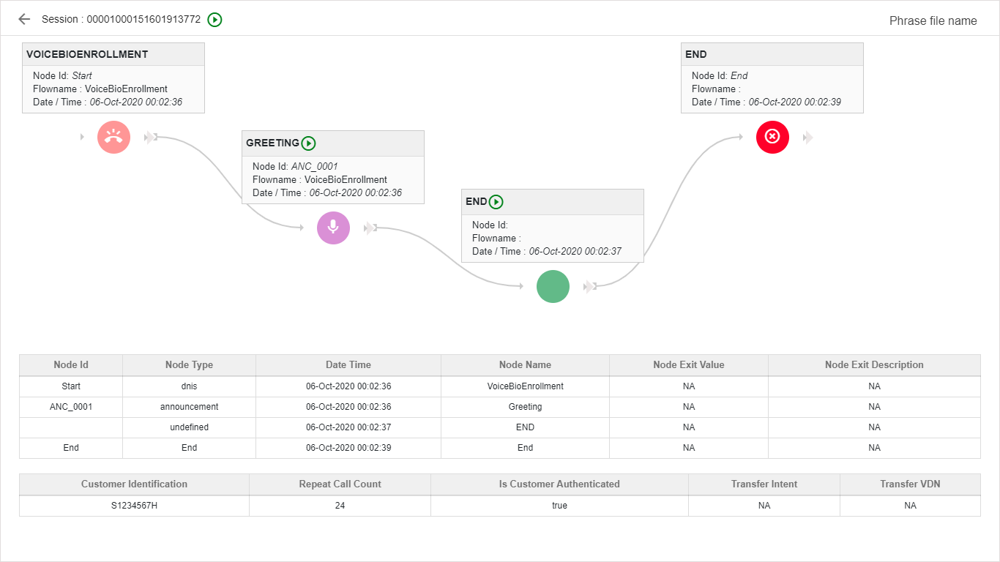 Session : 00001000151601913772
Phrase file name
VOICEBIOENROLLMENT
Node Id: Start
Flowname : VoiceBioEnrollment
Date / Time : 06-Oct-2020 00:02:36
GREETING
Node Id: ANC_0001
Flowname : VoiceBioEnrollment
Date / Time : 06-Oct-2020 00:02:36
END
Node Id:
Flowname :
Date / Time : 06-Oct-2020 00:02:37
END
Node Id: End
Flowname :
Date / Time : 06-Oct-2020 00:02:39
Node Id Node Type Date Time Node Name Node Exit Value Node Exit Description
Start dnis 06-Oct-2020 00:02:36 VoiceBioEnrollment NA NA
ANC_0001 announcement 06-Oct-2020 00:02:36 Greeting NA NA
undefined 06-Oct-2020 00:02:37 END NA NA
End End 06-Oct-2020 00:02:39 End NA NA
Customer Identification Repeat Call Count Is Customer Authenticated Transfer Intent Transfer VDN
S1234567H 24 true NA NA